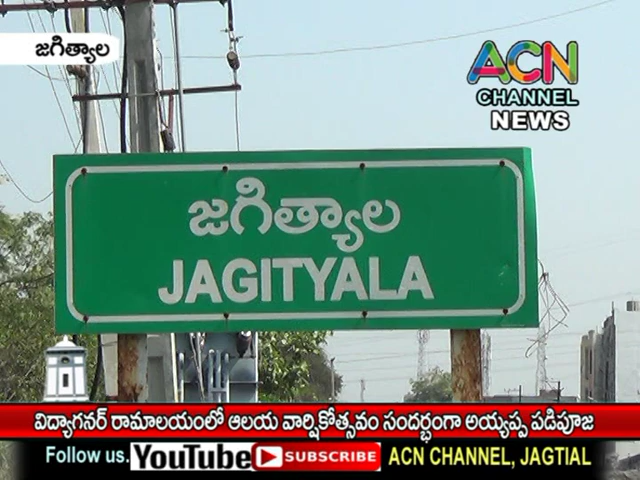 జగిత్యాల
ACN
CHANNEL
NEWS
జగిత్యాల
JAGITYALA
విద్యానగర్ రామాలయంలో ఆలయ వార్షికోత్సవం సందర్భంగా అయ్యప్ప పడిపూజ
Follow us. YouTube SUBSCRIBE ACN CHANNEL, JAGTIAL